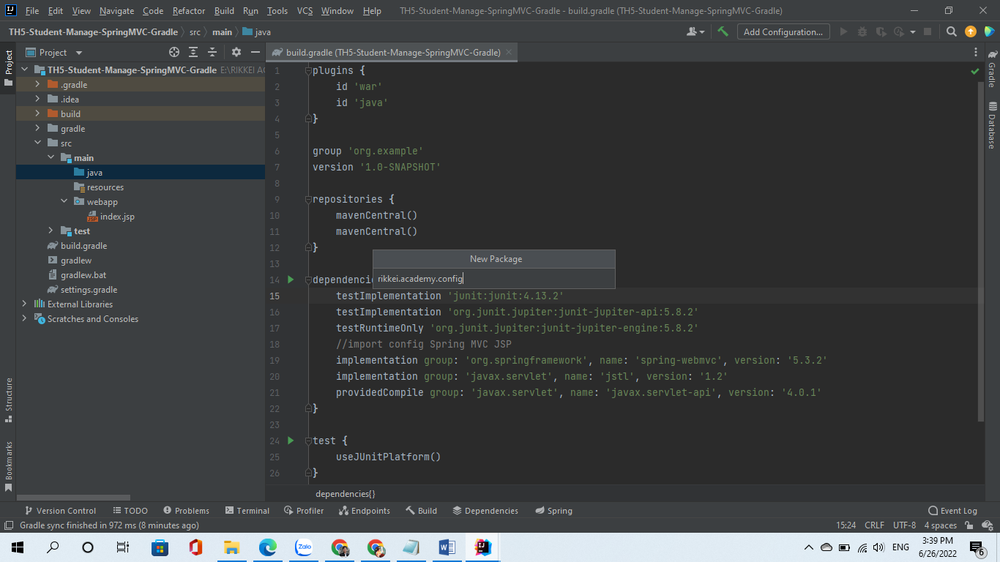 File Edit View Navigate Code Refactor Build Run Tools VCS Window Help TH5-Student-Manage-SpringMVC-Gradle - build.gradle (TH5-Student-Manage-SpringMVC-Gradle)
TH5-Student-Manage-SpringMVC-Gradle src main java Add Configuration...
Project
Project
build.gradle (TH5-Student-Manage-SpringMVC-Gradle)
TH5-Student-Manage-SpringMVC-Gradle E:\RIKKEI AC
.gradle
.idea
build
gradle
src
main
java
resources
webapp
index.jsp
test
build.gradle
gradlew
gradlew.bat
settings.gradle
External Libraries
Scratches and Consoles
1 plugins {
2 id 'war'
3 id 'java'
4 }
5
6 group 'org.example'
7 version '1.0-SNAPSHOT'
8
9 repositories {
10 mavenCentral()
11 mavenCentral()
12 }
13
New Package
rikkei.academy.config
14 dependencie
15 testImplementation 'junit:junit:4.13.2'
16 testImplementation 'org.junit.jupiter:junit-jupiter-api:5.8.2'
17 testRuntimeOnly 'org.junit.jupiter:junit-jupiter-engine:5.8.2'
18 //import config Spring MVC JSP
19 implementation group: 'org.springframework', name: 'spring-webmvc', version: '5.3.2'
20 implementation group: 'javax.servlet', name: 'jstl', version: '1.2'
21 providedCompile group: 'javax.servlet', name: 'javax.servlet-api', version: '4.0.1'
22 }
23
24 test {
25 useJUnitPlatform()
26 }
dependencies{}
Gradle
Database
Structure
Bookmarks
Version Control TODO Problems Terminal Profiler Endpoints Build Dependencies Spring Event Log
Gradle sync finished in 972 ms (8 minutes ago) 15:24 CRLF UTF-8 4 spaces
Zalo
ENG
3:39 PM
6/26/2022
6